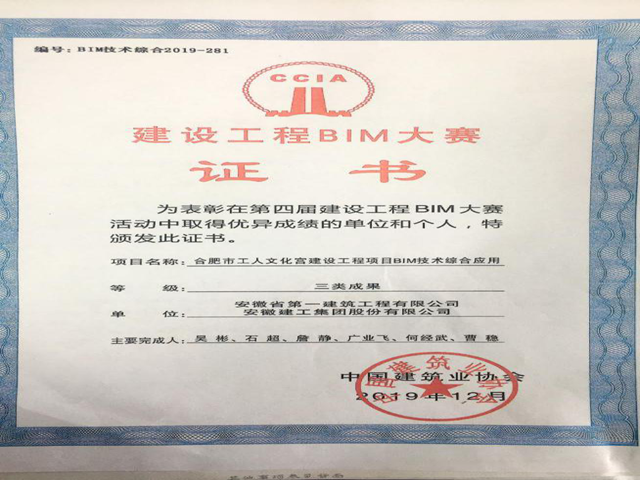 编号：BIM技术综合2019-281
CCIA
建设工程BIM大赛
证 书
为表彰在第四届建设工程BIM大赛
活动中取得优异成绩的单位和个人，特
颁发此证书。
项目名称：合肥市工人文化宫建设工程项目BIM技术综合应用
等 级：三类成果
安徽省第一建筑工程有限公司
单 位：安徽建工集团股份有限公司
主要完成人：吴 彬、石 超、詹 静、广业飞、何经武、曹 稳
中国建筑业协会
2019年12月